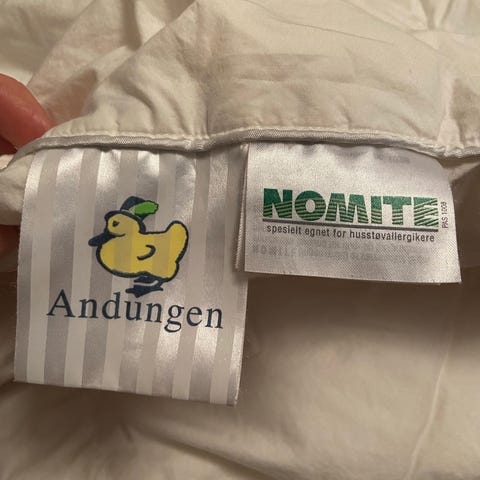 Andungen
NOMITE
spesielt egnet for husstøvallergikere
PAS 1008